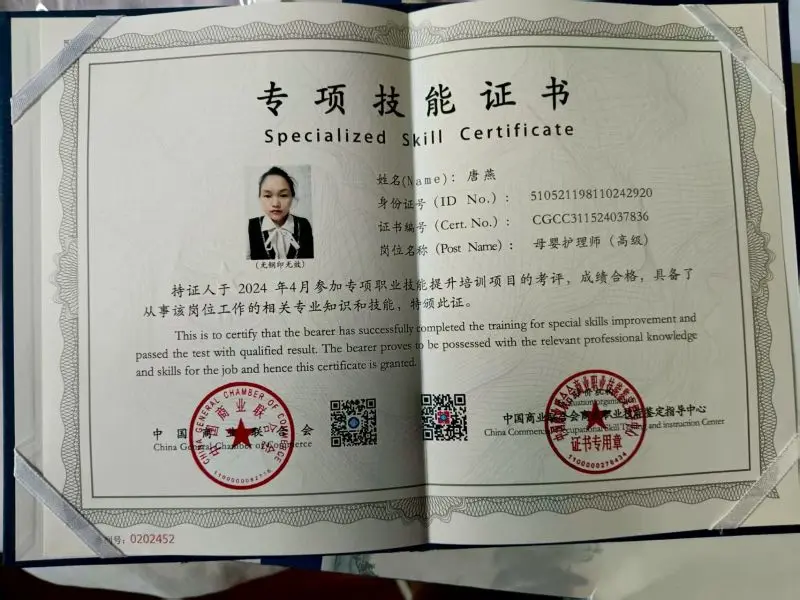 专项技能证书
Specialized Skill Certificate
姓名(Name): 唐燕
身份证号 (ID No.): 510521198110242920
证书编号 (Cert. No.): CGCC311524037836
岗位名称 (Post Name): 母婴护理师 (高级)
(无钢印无效)
持证人于 2024 年4月参加专项职业技能提升培训项目的考评,成绩合格,具备了
从事该岗位工作的相关专业知识和技能,特颁此证。
This is to certify that the bearer has successfully completed the training for special skills improvement and
passed the test with qualified result. The bearer proves to be possessed with the relevant professional knowledge
and skills for the job and hence this certificate is granted.
中国商业联合会
China General Chamber of Commerce
CHINA GENERAL CHAMBER OF COMMERCE
中国商业联合会
中国商业联合会商业职业技能鉴定指导中心
China Commerce Occupational Skill and instruction Center
证书专用章
1100000276434
号: 0202452